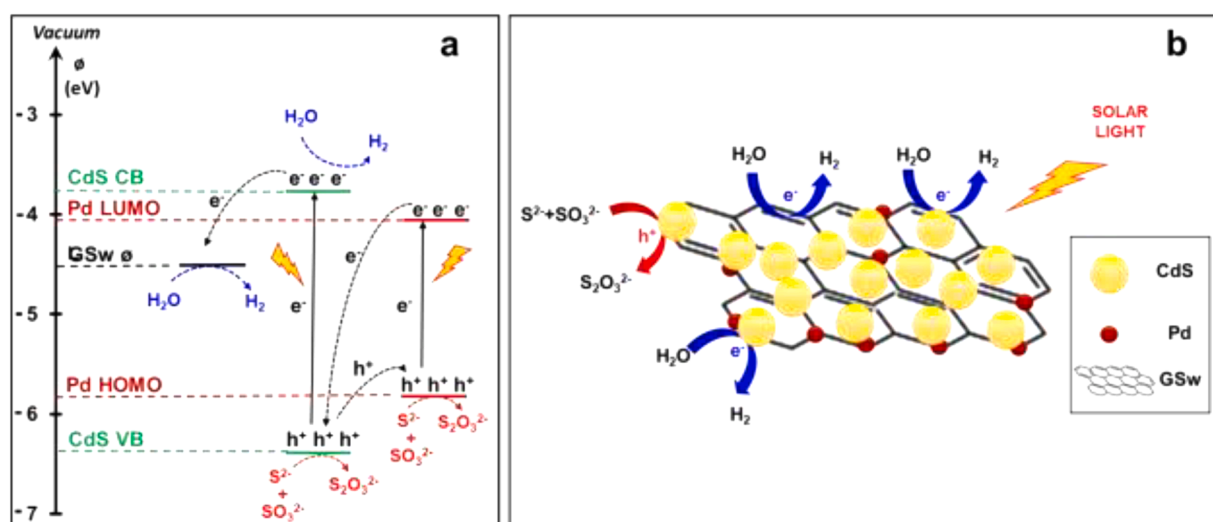 a
Vacuum
ø
(eV)
-3
H₂O
H₂
CdS CB
e⁻ e⁻ e⁻
e⁻
-4
Pd LUMO
e⁻ e⁻ e⁻
GSw ø
e⁻
H₂O
H₂
e⁻
e⁻
-5
h⁺
Pd HOMO
h⁺ h⁺ h⁺
-6
S²⁻
+
SO₃²⁻
S₂O₃²⁻
CdS VB
h⁺ h⁺ h⁺
S²⁻
+
SO₃²⁻
S₂O₃²⁻
-7
b
SOLAR
LIGHT
H₂O
H₂
H₂O
H₂
e⁻
e⁻
S²⁻+SO₃²⁻
h⁺
S₂O₃²⁻
H₂O
e⁻
H₂
CdS
Pd
GSw